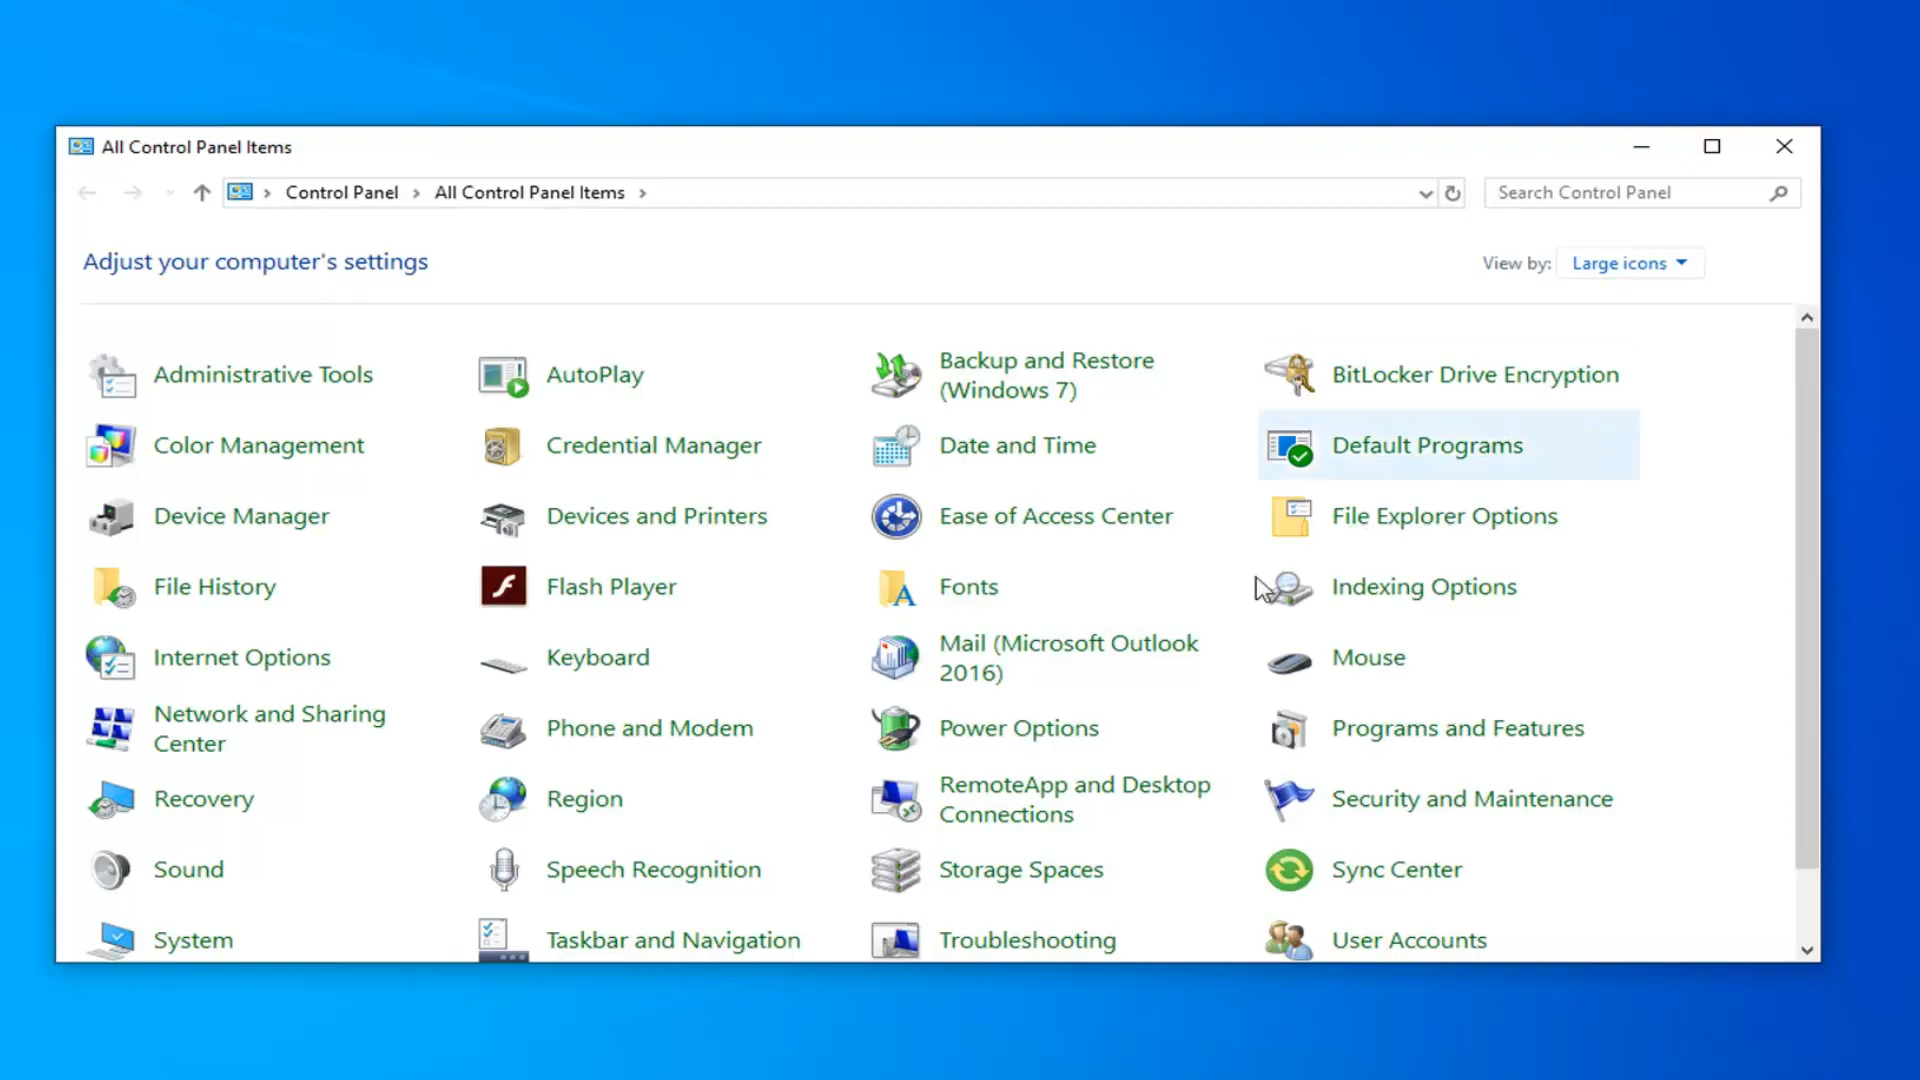 All Control Panel Items
Control Panel All Control Panel Items
Search Control Panel
Adjust your computer's settings
View by: Large icons
Administrative Tools
AutoPlay
Backup and Restore
(Windows 7)
BitLocker Drive Encryption
Color Management
Credential Manager
Date and Time
Default Programs
Device Manager
Devices and Printers
Ease of Access Center
File Explorer Options
File History
Flash Player
Fonts
Indexing Options
Internet Options
Keyboard
Mail (Microsoft Outlook
2016)
Mouse
Network and Sharing
Center
Phone and Modem
Power Options
Programs and Features
Recovery
Region
RemoteApp and Desktop
Connections
Security and Maintenance
Sound
Speech Recognition
Storage Spaces
Sync Center
System
Taskbar and Navigation
Troubleshooting
User Accounts